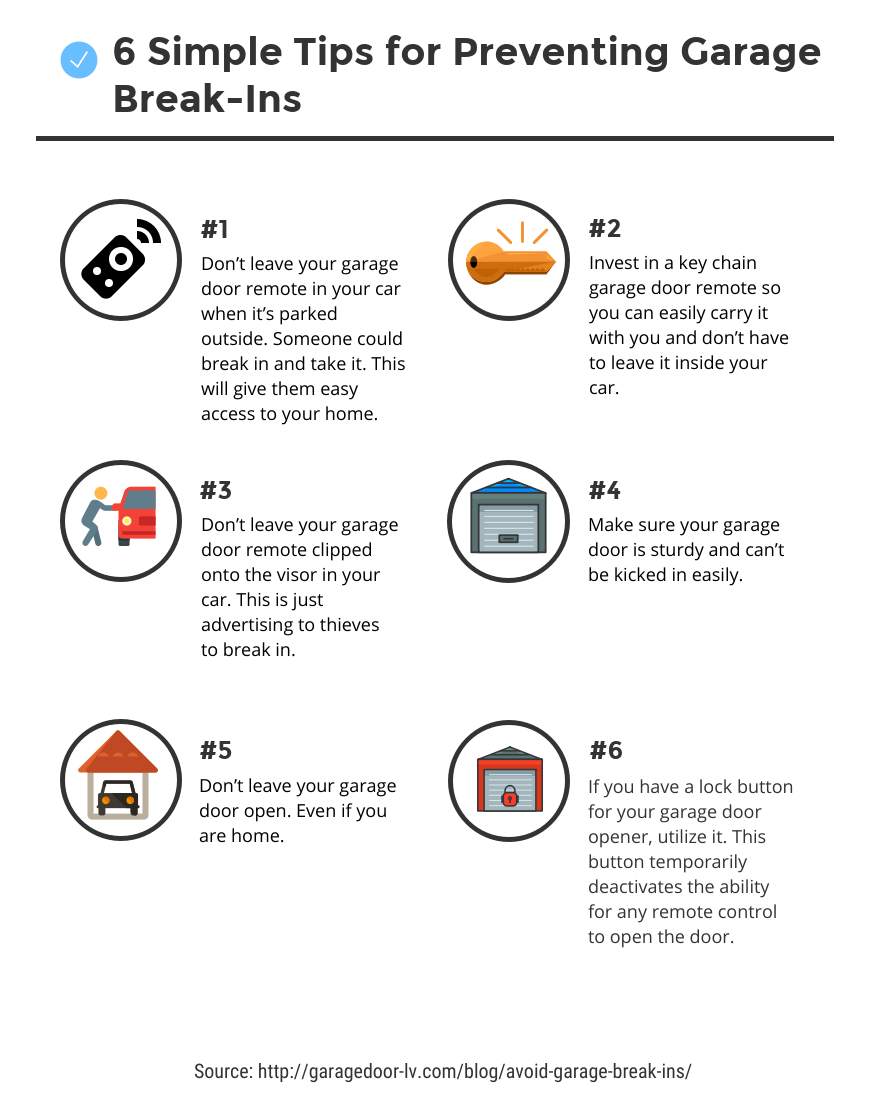 6 Simple Tips for Preventing Garage
Break-Ins
#1
Don’t leave your garage
door remote in your car
when it’s parked
outside. Someone could
break in and take it. This
will give them easy
access to your home.
#2
Invest in a key chain
garage door remote so
you can easily carry it
with you and don’t have
to leave it inside your
car.
#3
Don’t leave your garage
door remote clipped
onto the visor in your
car. This is just
advertising to thieves
to break in.
#4
Make sure your garage
door is sturdy and can’t
be kicked in easily.
#5
Don’t leave your garage
door open. Even if you
are home.
#6
If you have a lock button
for your garage door
opener, utilize it. This
button temporarily
deactivates the ability
for any remote control
to open the door.
Source: http://garagedoor-lv.com/blog/avoid-garage-break-ins/